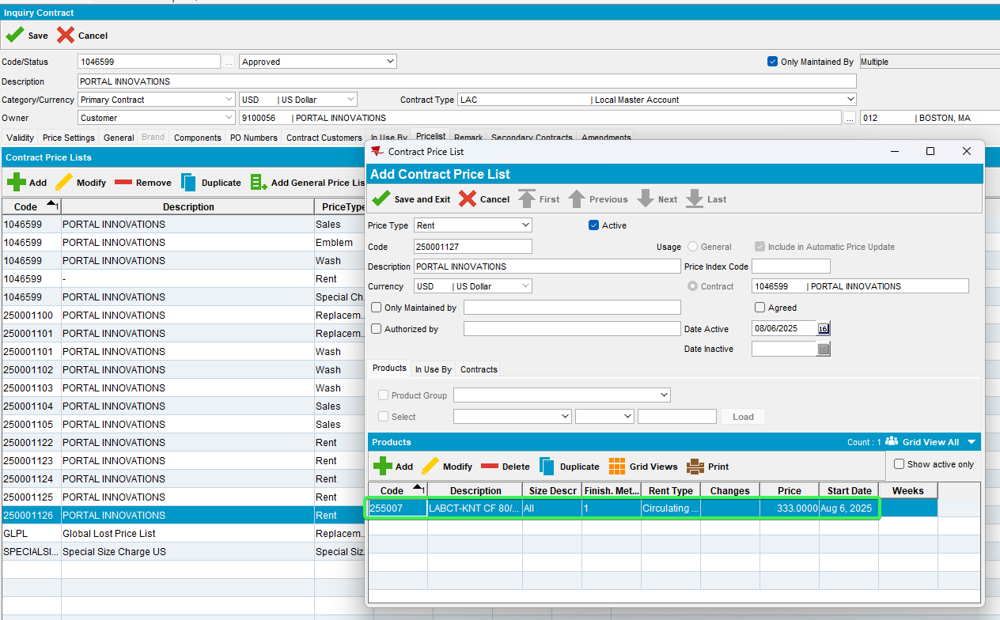 Inquiry Contract
Save Cancel
Code/Status 1046599 ... Approved Only Maintained By Multiple
Description PORTAL INNOVATIONS
Category/Currency Primary Contract USD | US Dollar Contract Type LAC | Local Master Account
Owner Customer 9100056 | PORTAL INNOVATIONS ... 012 | BOSTON, MA
Validity Price Settings General Brand Components PO Numbers Contract Customers In Use By Pricelist Remark Secondary Contracts Amendments
Contract Price Lists
Add Modify Remove Duplicate Add General Price Lis
Code 1 Description PriceType
1046599 PORTAL INNOVATIONS Sales
1046599 PORTAL INNOVATIONS Emblem
1046599 PORTAL INNOVATIONS Wash
1046599 - Rent
1046599 PORTAL INNOVATIONS Special Ch.
250001100 PORTAL INNOVATIONS Replacem...
250001101 PORTAL INNOVATIONS Replacem...
250001101 PORTAL INNOVATIONS Wash
250001102 PORTAL INNOVATIONS Wash
250001103 PORTAL INNOVATIONS Wash
250001104 PORTAL INNOVATIONS Sales
250001105 PORTAL INNOVATIONS Sales
250001122 PORTAL INNOVATIONS Rent
250001123 PORTAL INNOVATIONS Rent
250001124 PORTAL INNOVATIONS Rent
250001125 PORTAL INNOVATIONS Rent
250001126 PORTAL INNOVATIONS Rent
GLPL Global Lost Price List Replacem...
SPECIALSI... Special Size Charge US Special Siz
Contract Price List
Add Contract Price List
Save and Exit Cancel First Previous Next Last
Price Type Rent Active
Code 250001127 Usage General Include in Automatic Price Update
Description PORTAL INNOVATIONS Price Index Code
Currency USD | US Dollar Contract 1046599 | PORTAL INNOVATIONS
Only Maintained by Agreed
Authorized by Date Active 08/06/2025 16
Date Inactive 16
Products In Use By Contracts
Product Group
Select Load
Products Count : 1 Grid View All
Add Modify Delete Duplicate Grid Views Print Show active only
Code 1 Description Size Descr Finish. Met... Rent Type Changes Price Start Date Weeks
255007 LABCT-KNT CF 80/... All 1 Circulating ... 333.0000 Aug 6, 2025